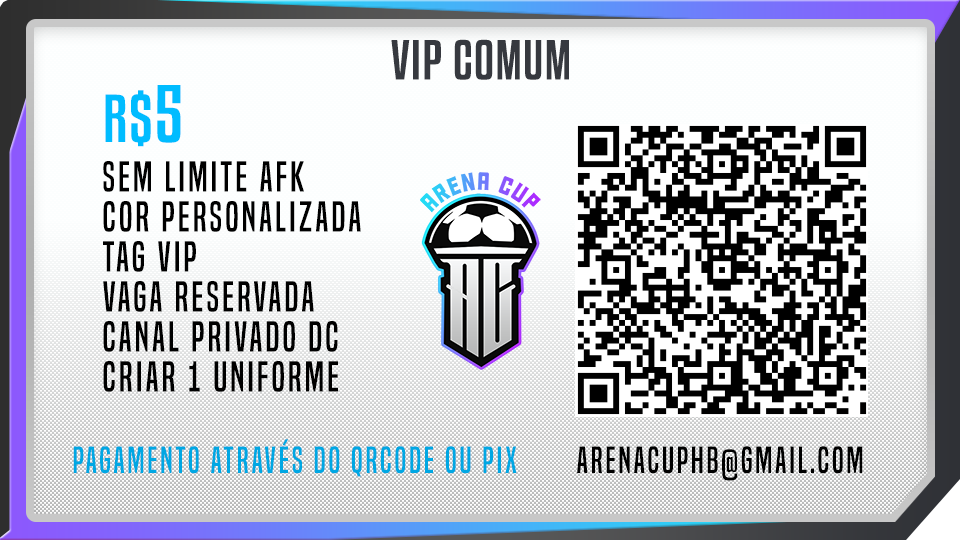 VIP COMUM
R$5
SEM LIMITE AFK
COR PERSONALIZADA
TAG VIP
VAGA RESERVADA
CANAL PRIVADO DC
CRIAR 1 UNIFORME
ARENA CUP
AC
PAGAMENTO ATRAVÉS DO QRCODE OU PIX
ARENACUPHB@GMAIL.COM